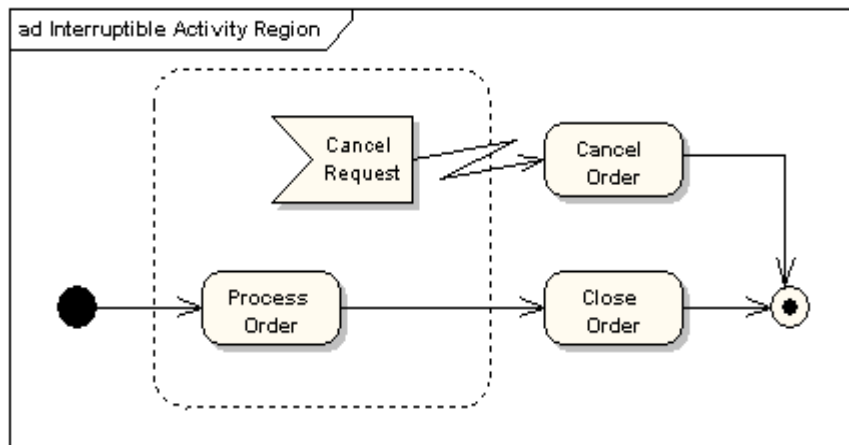 ad Interruptible Activity Region
Cancel
Request
Cancel
Order
Process
Order
Close
Order